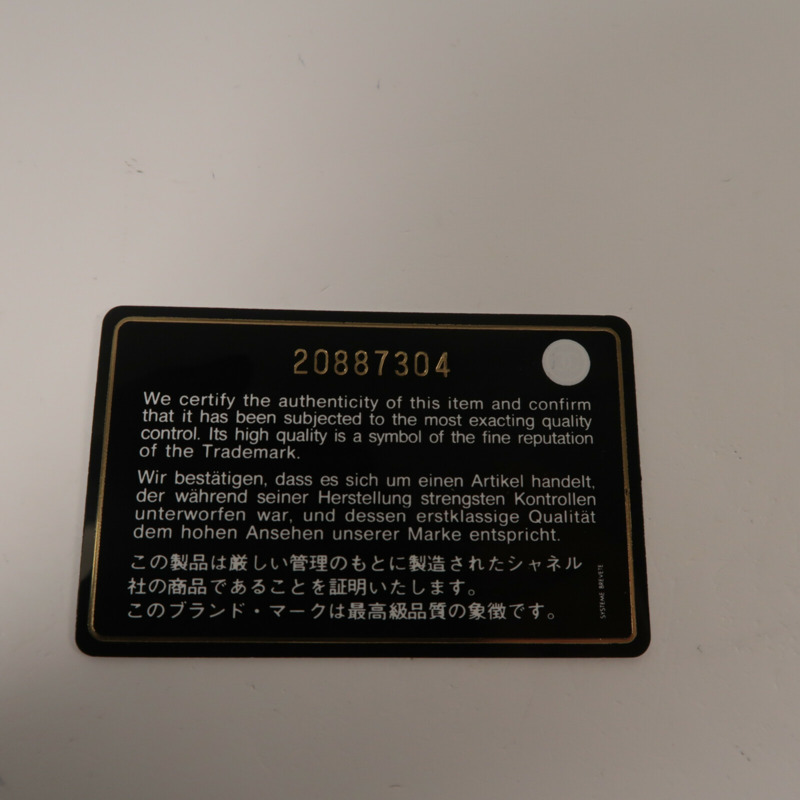 20887304
We certify the authenticity of this item and confirm
that it has been subjected to the most exacting quality
control. Its high quality is a symbol of the fine reputation
of the Trademark.
Wir bestätigen, dass es sich um einen Artikel handelt,
der während seiner Herstellung strengsten Kontrollen
unterworfen war, und dessen erstklassige Qualität
dem hohen Ansehen unserer Marke entspricht.
この製品は厳しい管理のもとに製造されたシャネル
社の商品であることを証明いたします。
このブランド・マークは最高級品質の象徴です。
SYSTEME BREVETE